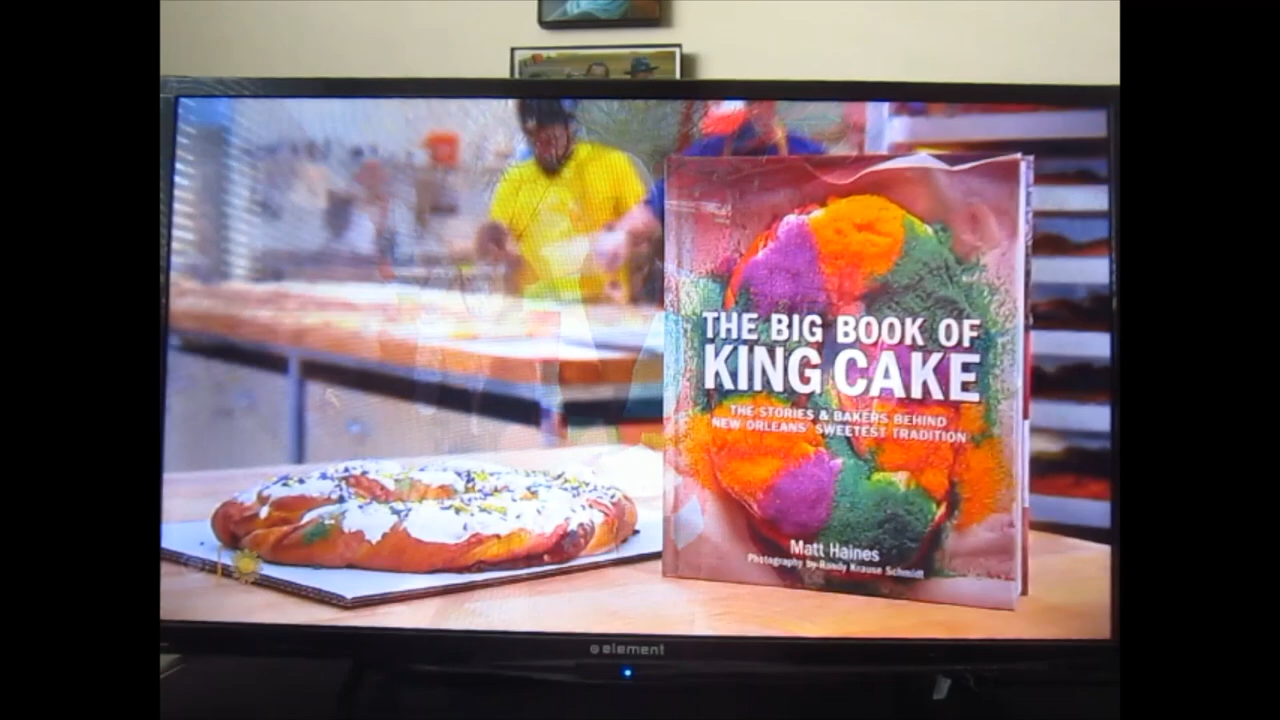 THE BIG BOOK OF
KING CAKE
THE STORIES & BAKERS BEHIND
NEW ORLEANS' SWEETEST TRADITION
Matt Haines
Photography by Randy Krause Schmidt
element